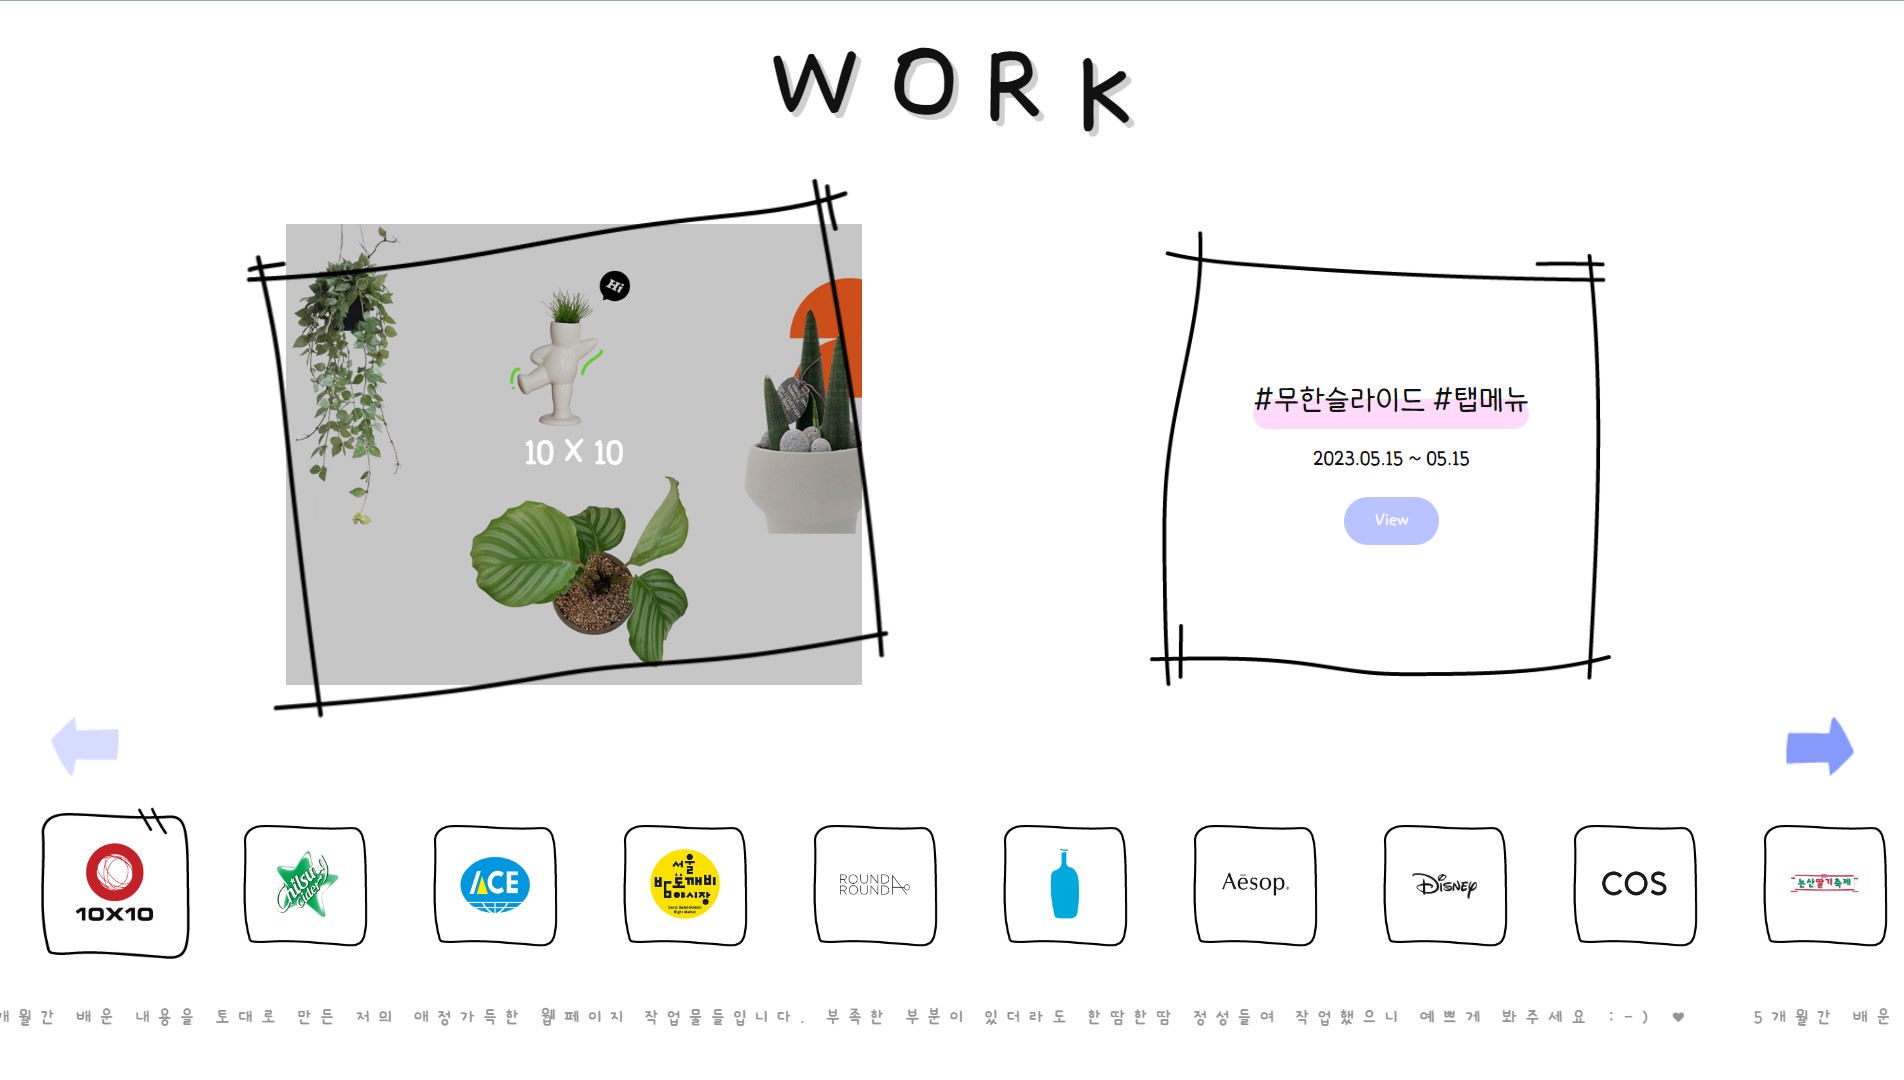 WORK
Hi
10 X 10
#무한슬라이드 #탭메뉴
2023.05.15 ~ 05.15
View
10X10
Chilsung Cider
ACE
서울
밤도깨비
야시장
Seoul Bamdokkaebi
Night Market
ROUND A
ROUND
Aēsop.
Disney
COS
논산딸기축제
개월간 배운 내용을 토대로 만든 저의 애정가득한 웹페이지 작업물들입니다. 부족한 부분이 있더라도 한땀한땀 정성들여 작업했으니 예쁘게 봐주세요 :-) ♥ 5개월간 배운